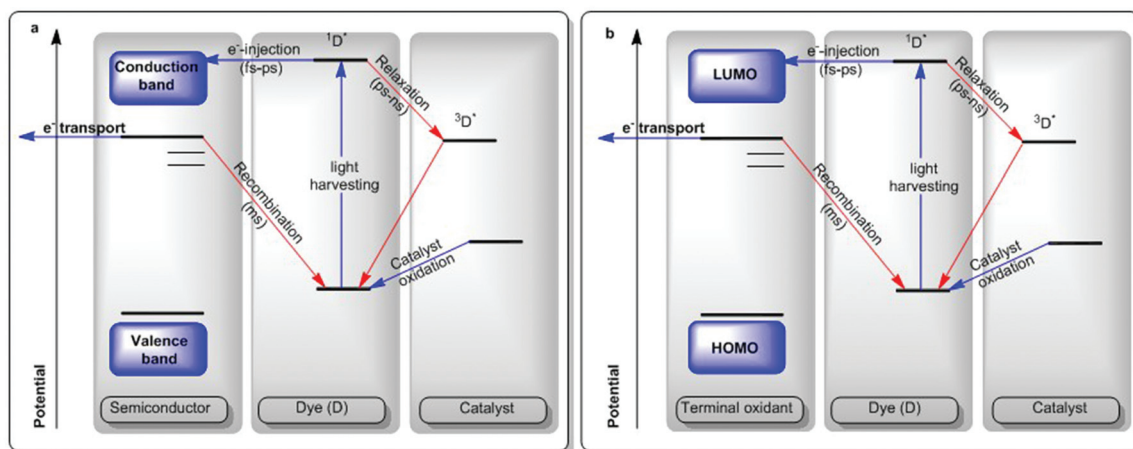 a
Potential
Conduction
band
e⁻-injection
(fs-ps)
¹D*
Relaxation
(ps-ns)
³D*
e⁻ transport
Recombination
(ms)
light
harvesting
Catalyst
oxidation
Valence
band
Semiconductor
Dye (D)
Catalyst
b
Potential
LUMO
e⁻-injection
(fs-ps)
¹D*
Relaxation
(ps-ns)
³D*
e⁻ transport
Recombination
(ms)
light
harvesting
Catalyst
oxidation
HOMO
Terminal oxidant
Dye (D)
Catalyst